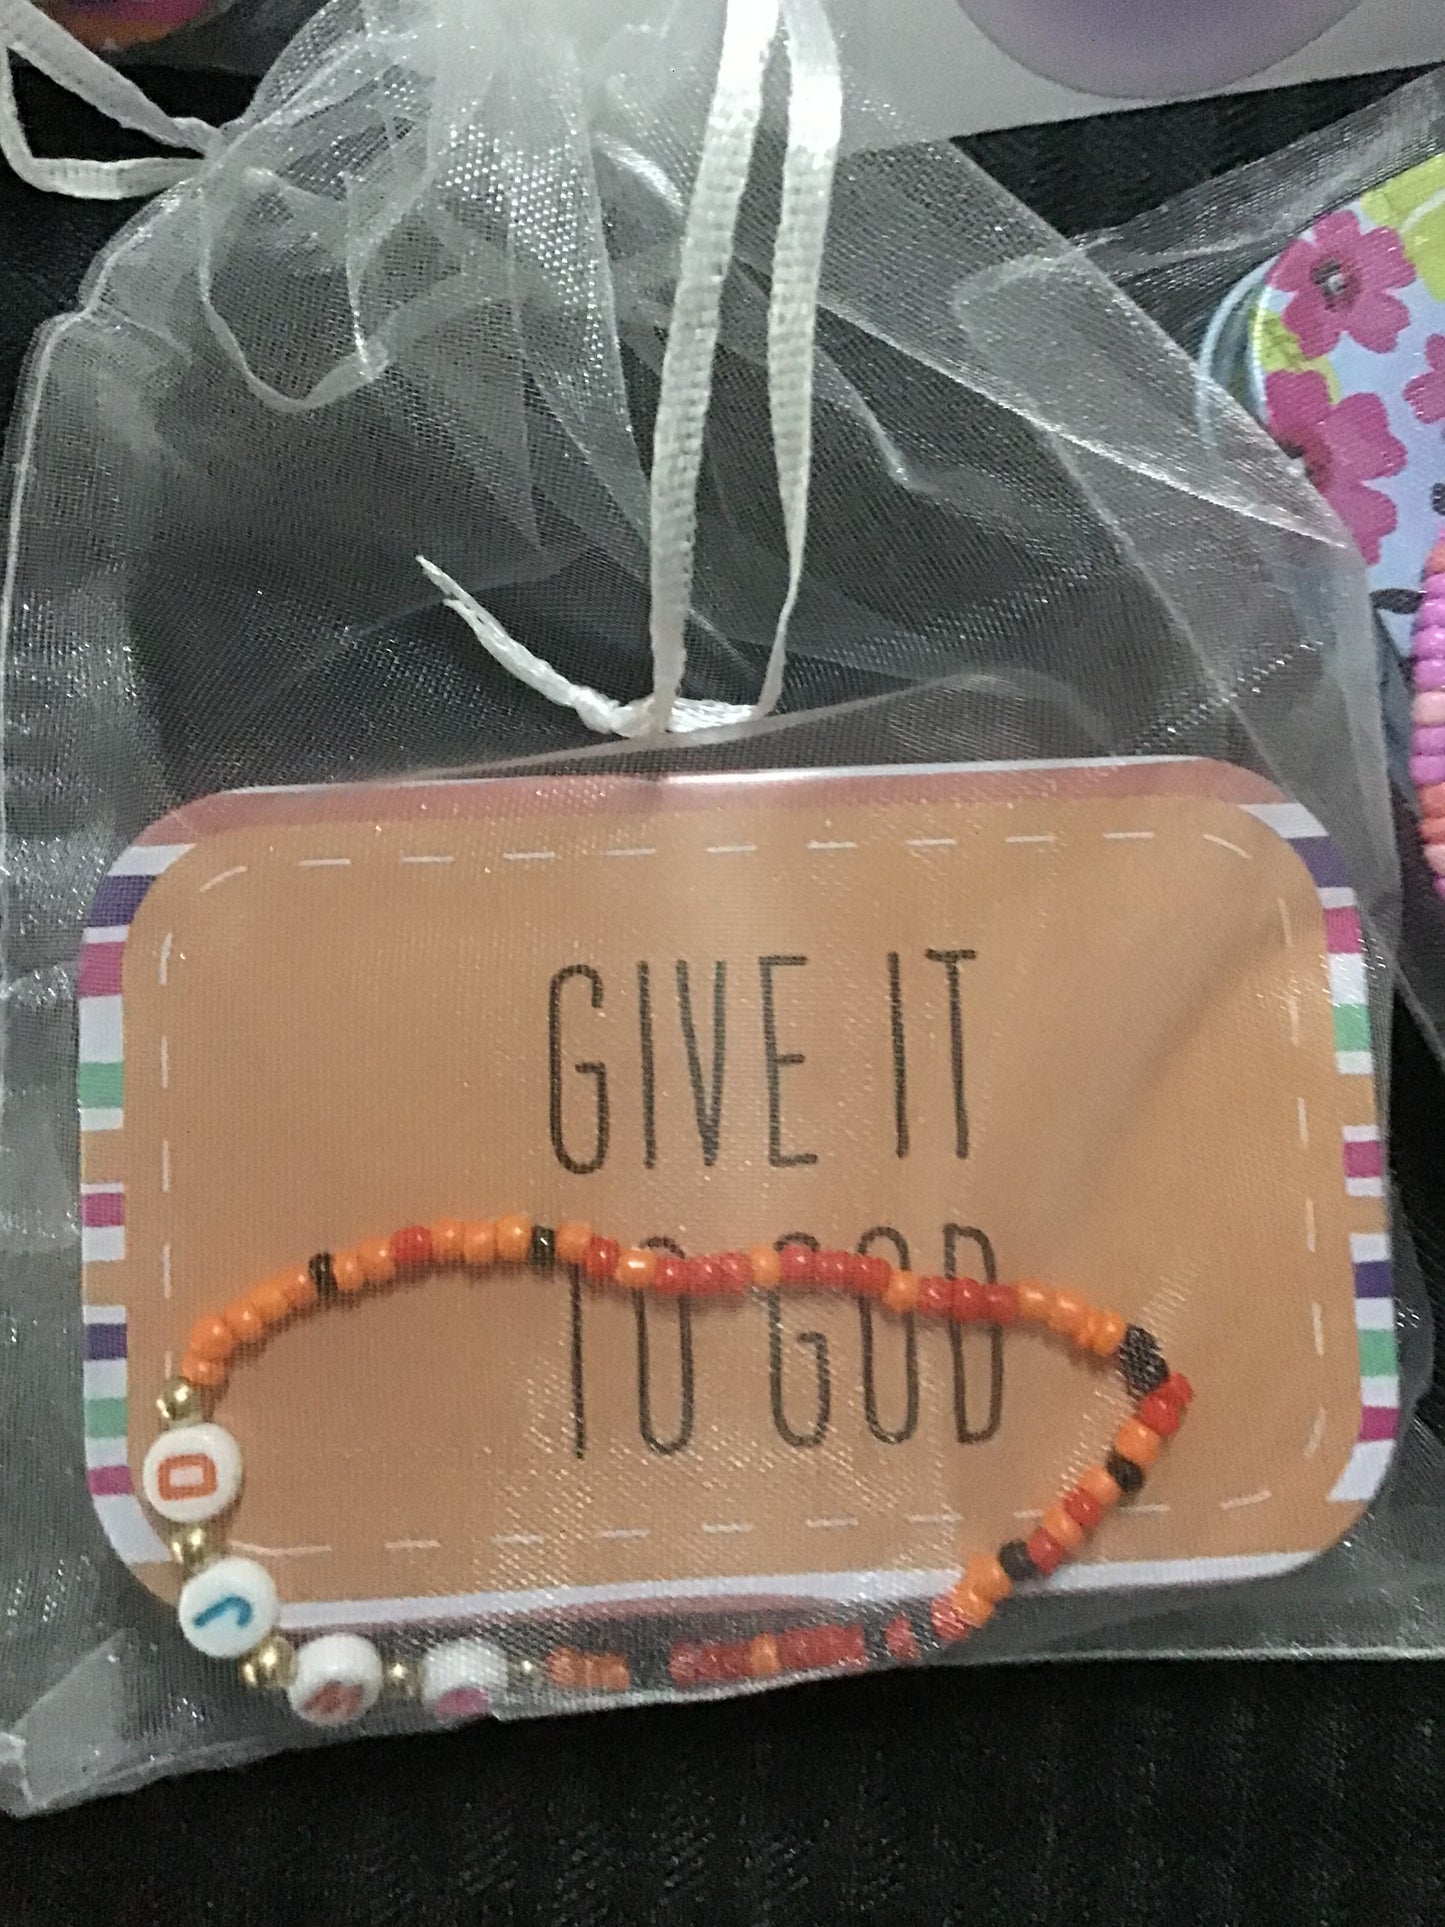 GIVE IT
TO GOD
D
J